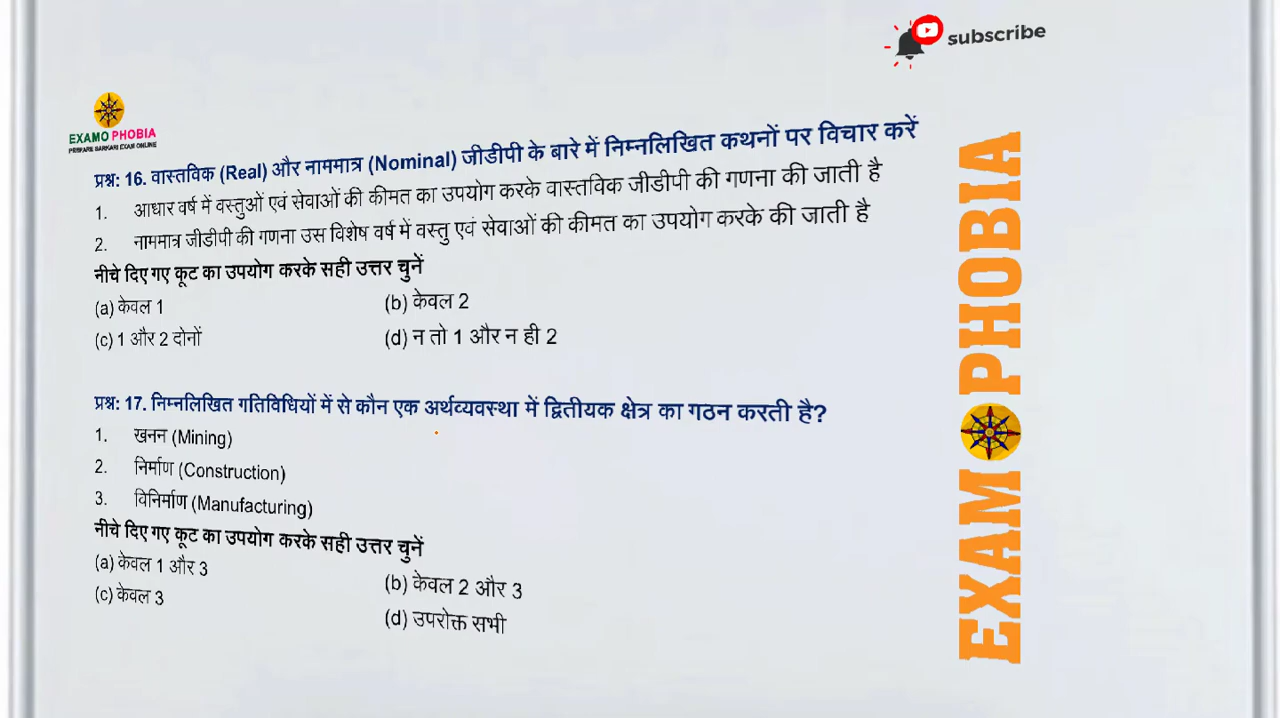 subscribe
EXAMO PHOBIA
PREPARE SARKARI EXAM ONLINE
प्रश्न: 16. वास्तविक (Real) और नाममात्र (Nominal) जीडीपी के बारे में निम्नलिखित कथनों पर विचार करें
1. आधार वर्ष में वस्तुओं एवं सेवाओं की कीमत का उपयोग करके वास्तविक जीडीपी की गणना की जाती है
2. नाममात्र जीडीपी की गणना उस विशेष वर्ष में वस्तु एवं सेवाओं की कीमत का उपयोग करके की जाती है
नीचे दिए गए कूट का उपयोग करके सही उत्तर चुनें
(a) केवल 1 (b) केवल 2
(c) 1 और 2 दोनों (d) न तो 1 और न ही 2
प्रश्न: 17. निम्नलिखित गतिविधियों में से कौन एक अर्थव्यवस्था में द्वितीयक क्षेत्र का गठन करती है?
1. खनन (Mining)
2. निर्माण (Construction)
3. विनिर्माण (Manufacturing)
नीचे दिए गए कूट का उपयोग करके सही उत्तर चुनें
(a) केवल 1 और 3 (b) केवल 2 और 3
(c) केवल 3 (d) उपरोक्त सभी
EXAM PHOBIA